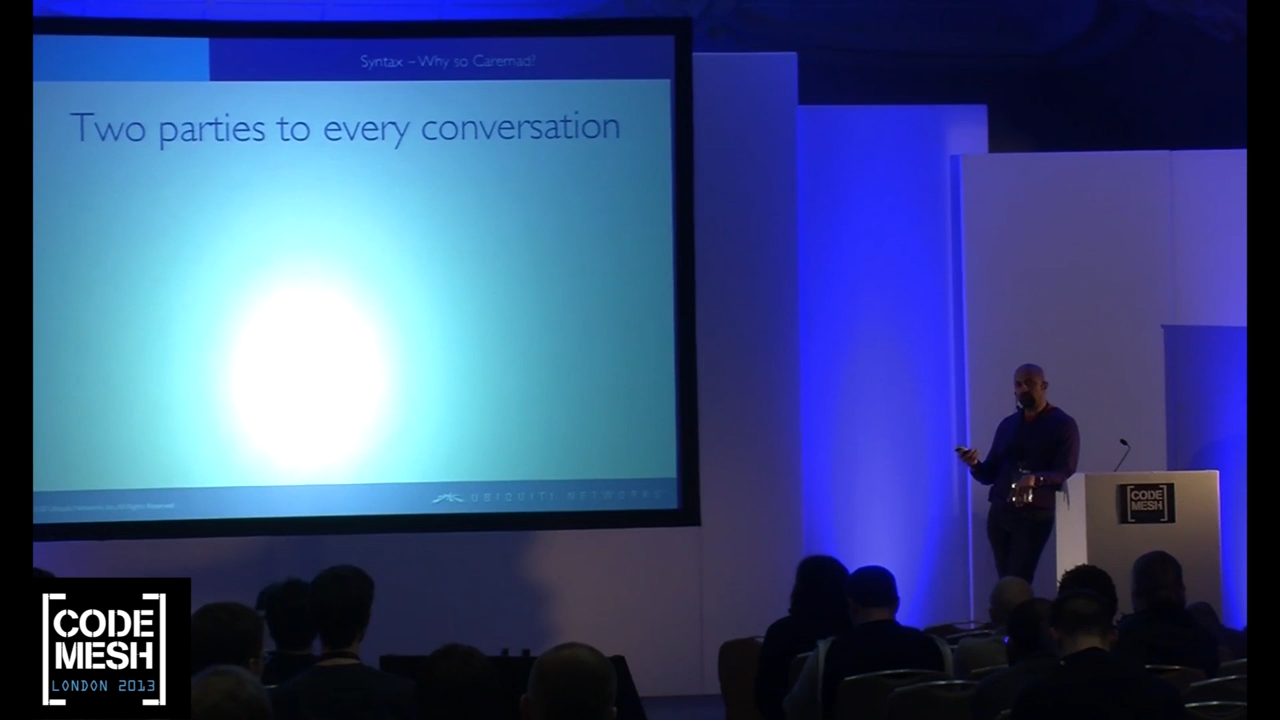 Syntax – Why so Caremad?
Two parties to every conversation
UBIQUITI NETWORKS
CODE
MESH
CODE
MESH
LONDON 2013